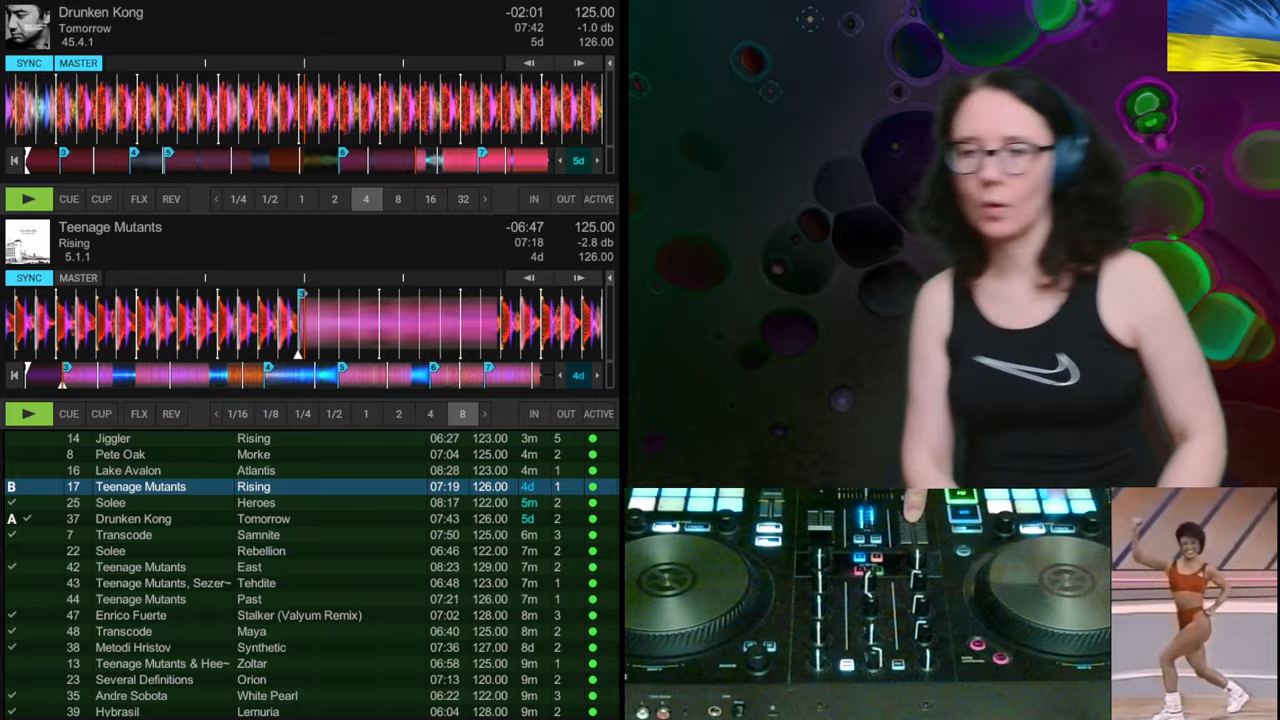 Drunken Kong -02:01 125.00
Tomorrow 07:42 -1.0 db
45.4.1 5d 126.00
SYNC MASTER
3 4 5 6 7 5d
CUE CUP FLX REV 1/4 1/2 1 2 4 8 16 32 IN OUT ACTIVE
Teenage Mutants -06:47 125.00
Rising 07:18 -2.8 db
5.1.1 4d 126.00
SYNC MASTER
3
3 4 5 6 7 4d
CUE CUP FLX REV 1/16 1/8 1/4 1/2 1 2 4 8 IN OUT ACTIVE
14 Jiggler Rising 06:27 123.00 3m 5
8 Pete Oak Morke 07:04 125.00 4m 2
16 Lake Avalon Atlantis 08:28 123.00 4m 1
B 17 Teenage Mutants Rising 07:19 126.00 4d 1
25 Solee Heroes 08:17 122.00 5m 2
A 37 Drunken Kong Tomorrow 07:43 126.00 5d 2
7 Transcode Samnite 07:50 125.00 6m 3
22 Solee Rebellion 06:46 122.00 7m 2
42 Teenage Mutants East 08:23 129.00 7m 2
43 Teenage Mutants, Sezer~ Tehdite 06:48 123.00 7m 1
44 Teenage Mutants Past 07:21 126.00 7m 1
47 Enrico Fuerte Stalker (Valyum Remix) 07:02 128.00 8m 3
48 Transcode Maya 06:40 125.00 8m 2
38 Metodi Hristov Synthetic 07:36 127.00 8d 2
13 Teenage Mutants & Hee~ Zoltar 06:58 125.00 9m 1
23 Several Definitions Orion 07:13 120.00 9m 2
35 Andre Sobota White Pearl 06:22 122.00 9m 3
39 Hybrasil Lemuria 06:04 128.00 9m 2